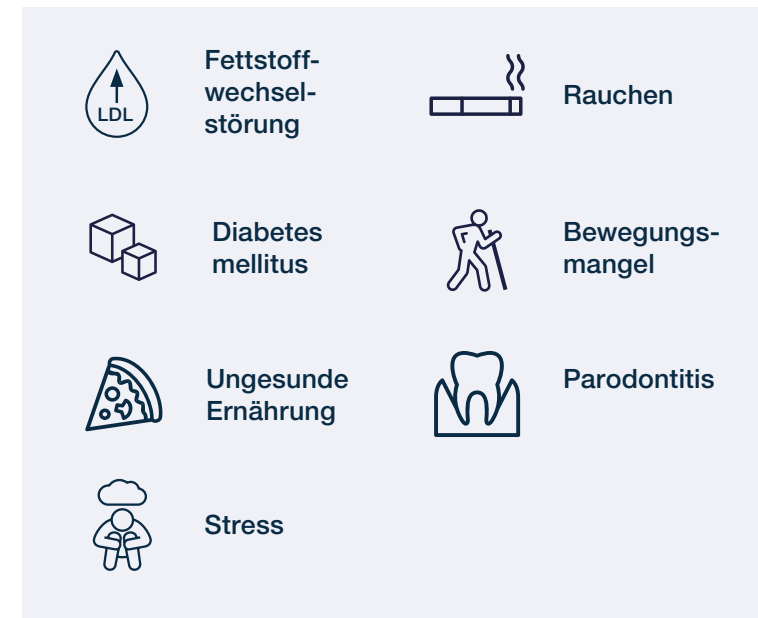 LDL
Fettstoff-
wechsel-
störung
Rauchen
Diabetes
mellitus
Bewegungs-
mangel
Ungesunde
Ernährung
Parodontitis
Stress